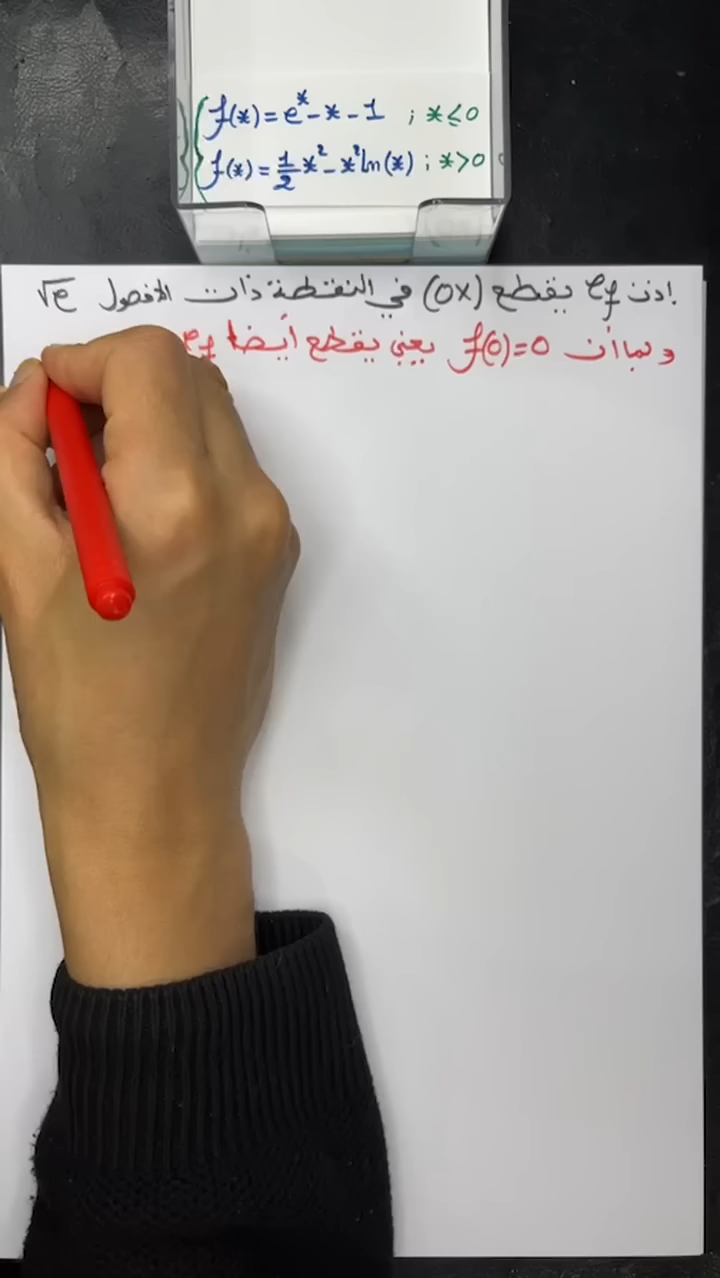 f(x) = e^x - x - 1 ; x ≤ 0
f(x) = 1/2 x² - x² ln(x) ; x > 0
إذن Cf يقطع (OX) في النقطة ذات الأفصول √e
وبما أن f(0)=0 يعني يقطع أيضا Cf